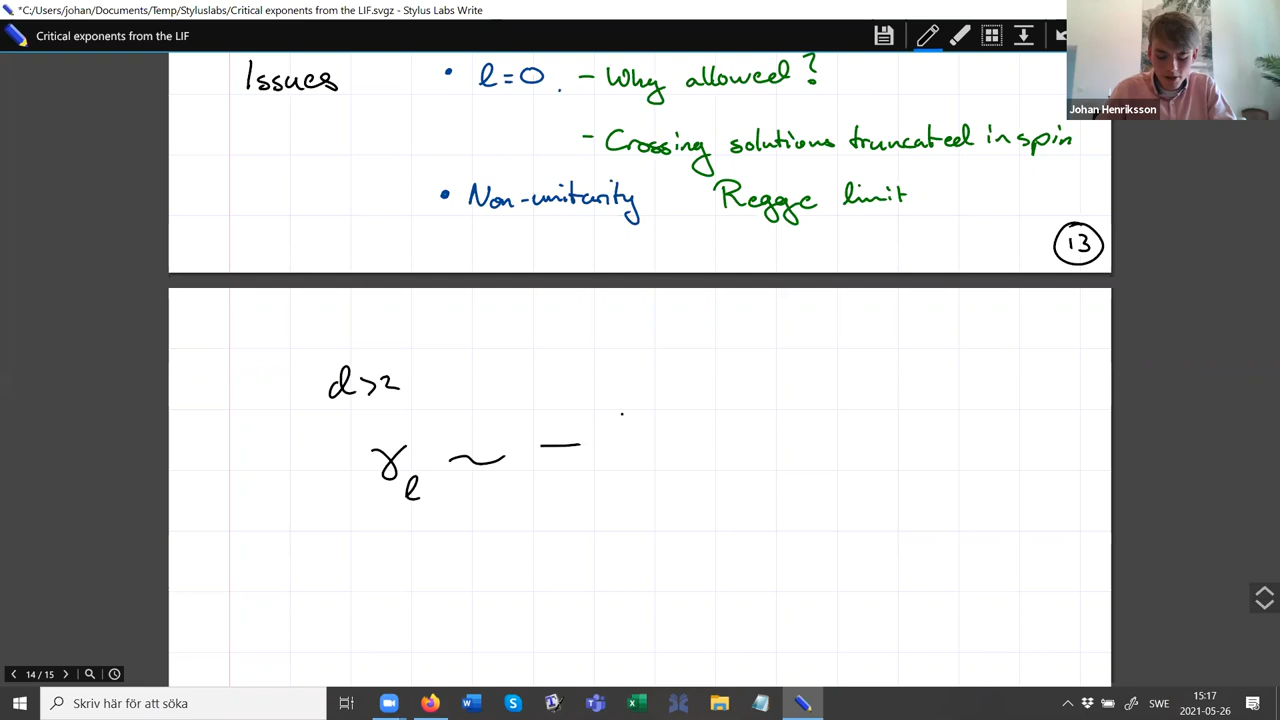 *C:/Users/johan/Documents/Temp/Styluslabs/Critical exponents from the LIF.svgz - Stylus Labs Write
Critical exponents from the LIF
Johan Henriksson
Issues • l=0. - Why allowed?
- Crossing solutions truncated in spin
• Non-unitarity Regge limit
13
d>2
γ_l ~ —
14 / 15
Skriv här för att söka
SWE
15:17
2021-05-26